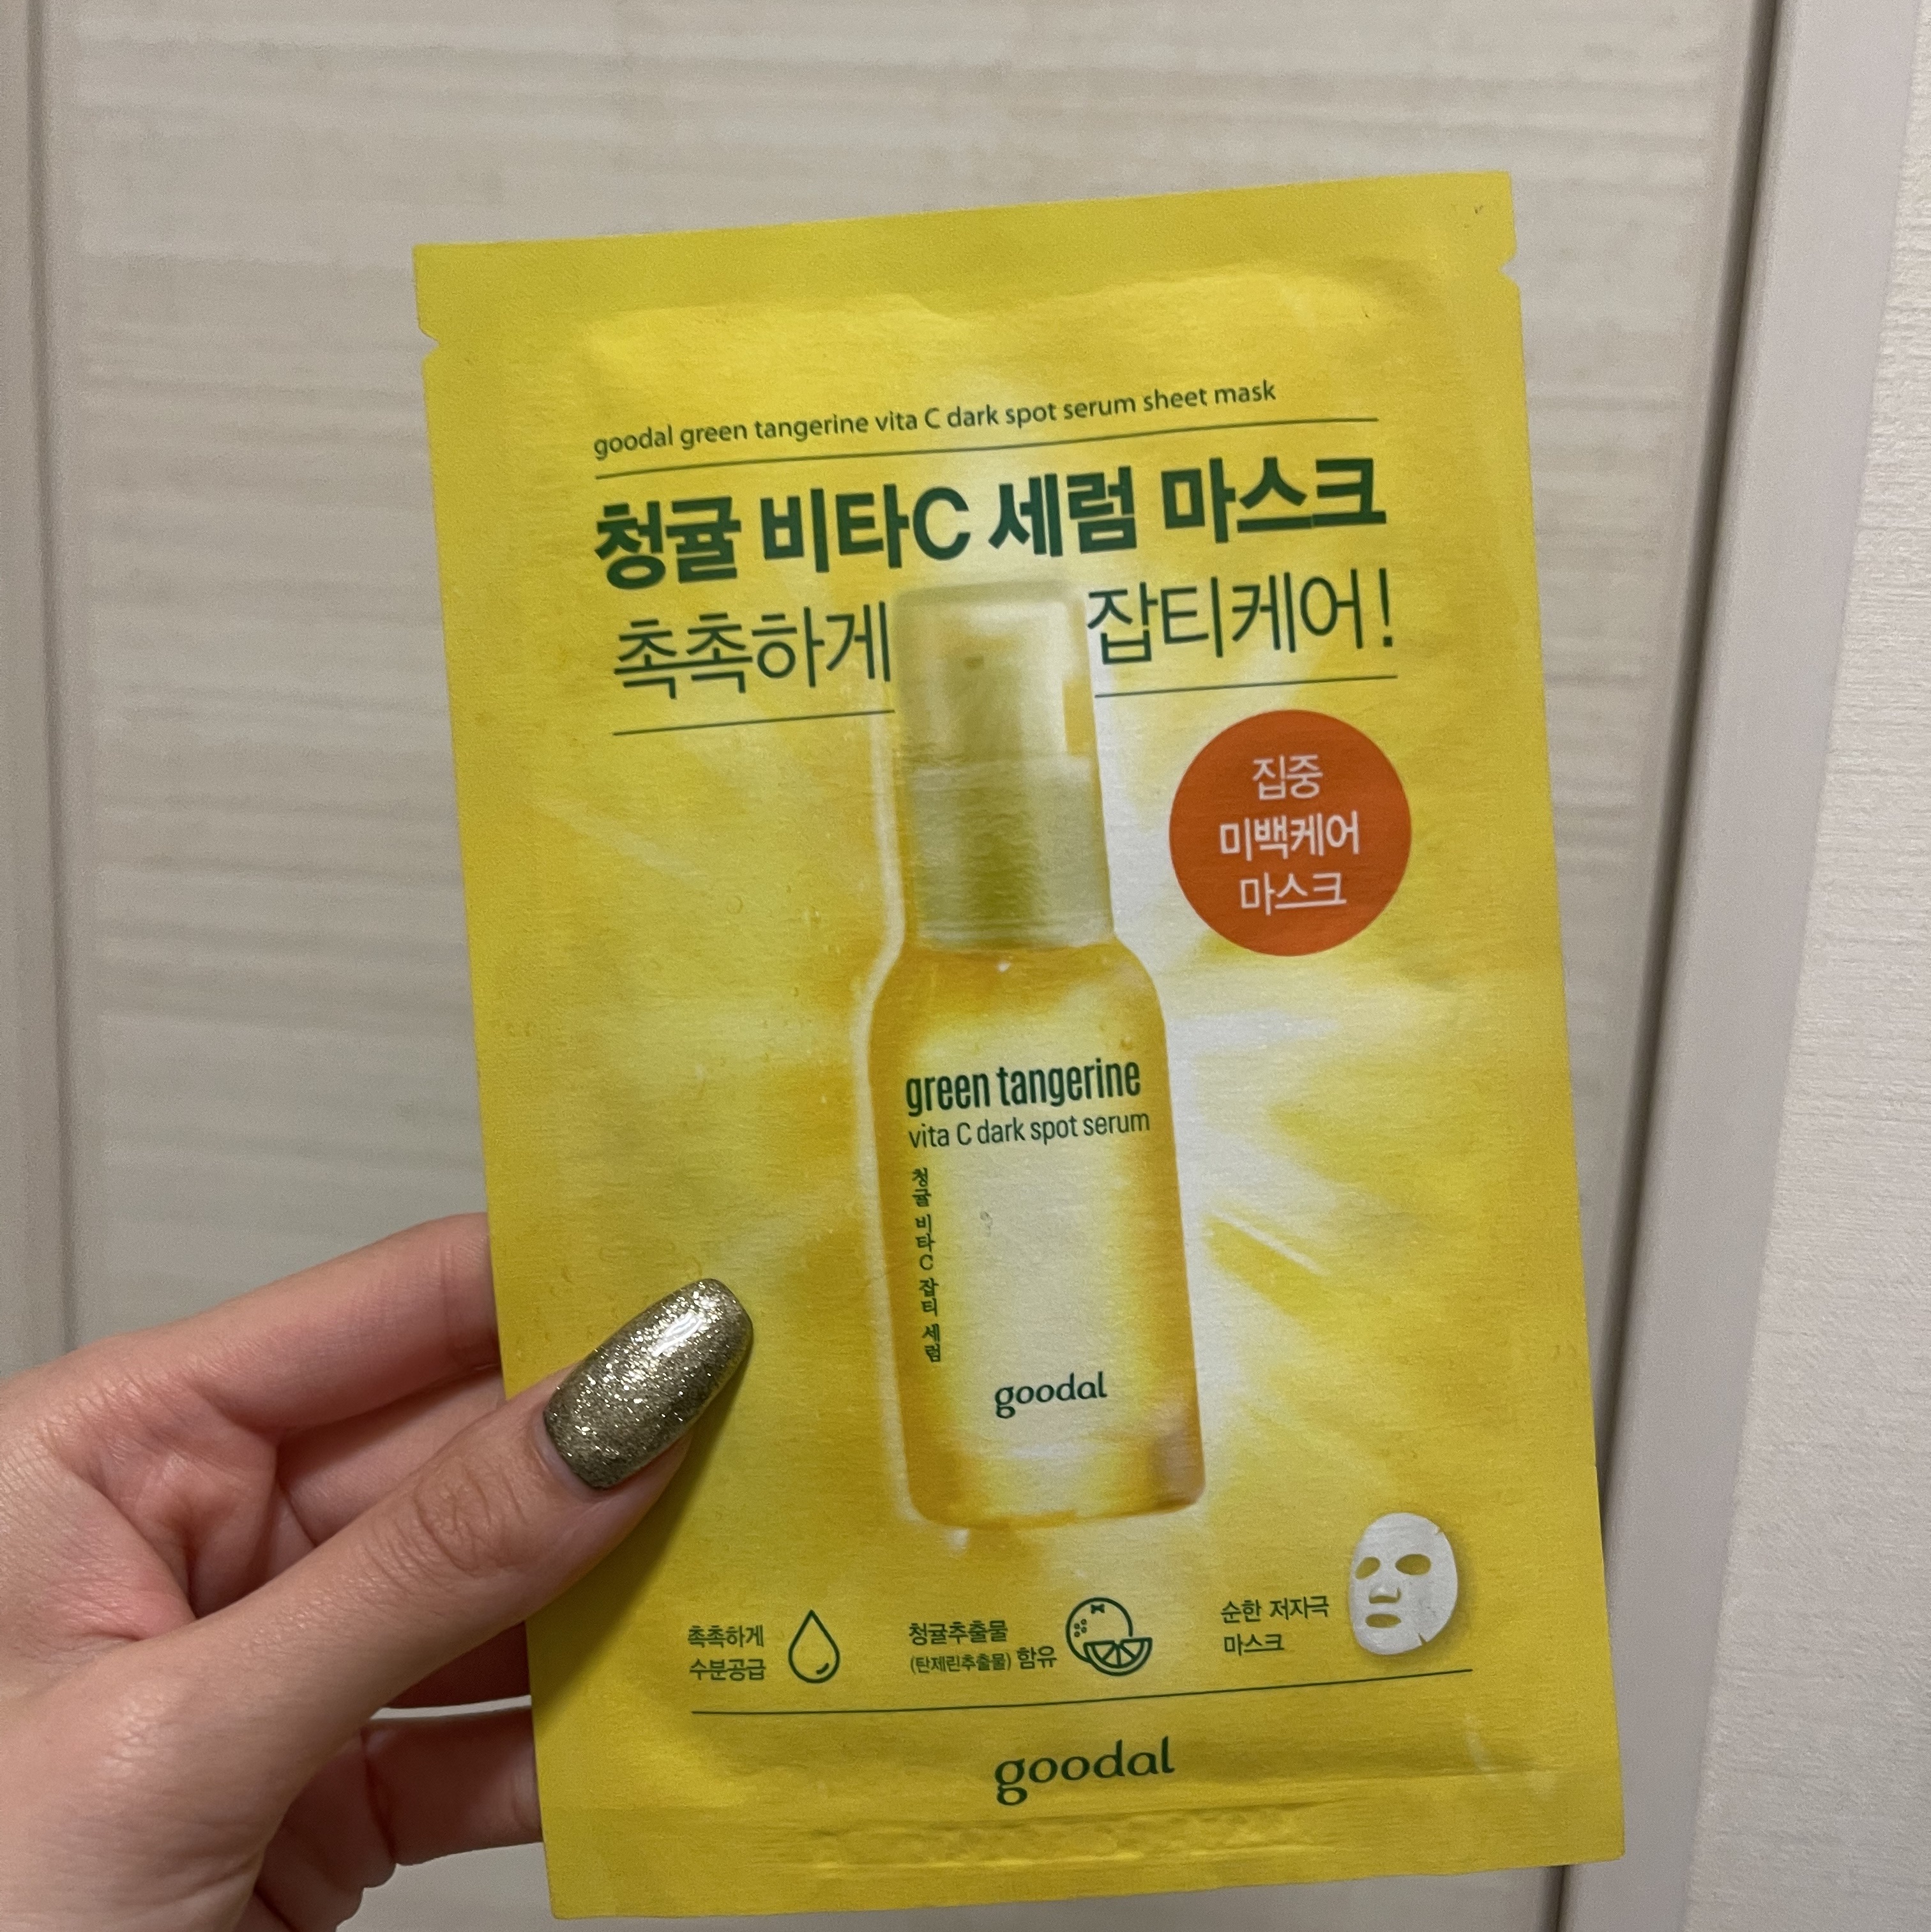 goodal green tangerine vita C dark spot serum sheet mask
청귤 비타C 세럼 마스크
촉촉하게 잡티케어!
집중
미백케어
마스크
green tangerine
vita C dark spot serum
청귤 비타C 잡티 세럼
goodal
촉촉하게
수분공급
청귤추출물
(탄제린추출물) 함유
순한 저자극
마스크
goodal